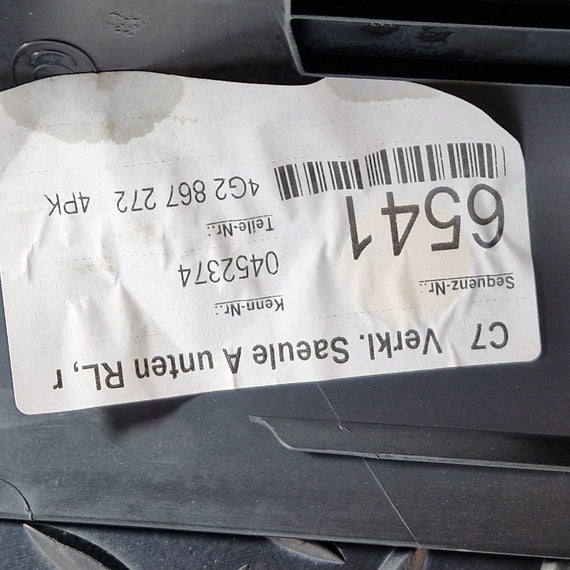 C7 Verkl. Saeule A unten RL,r
Sequenz-Nr.:
Kenn-Nr.:
6541
0452374
Teile-Nr.:
4G2 867 272 4PK